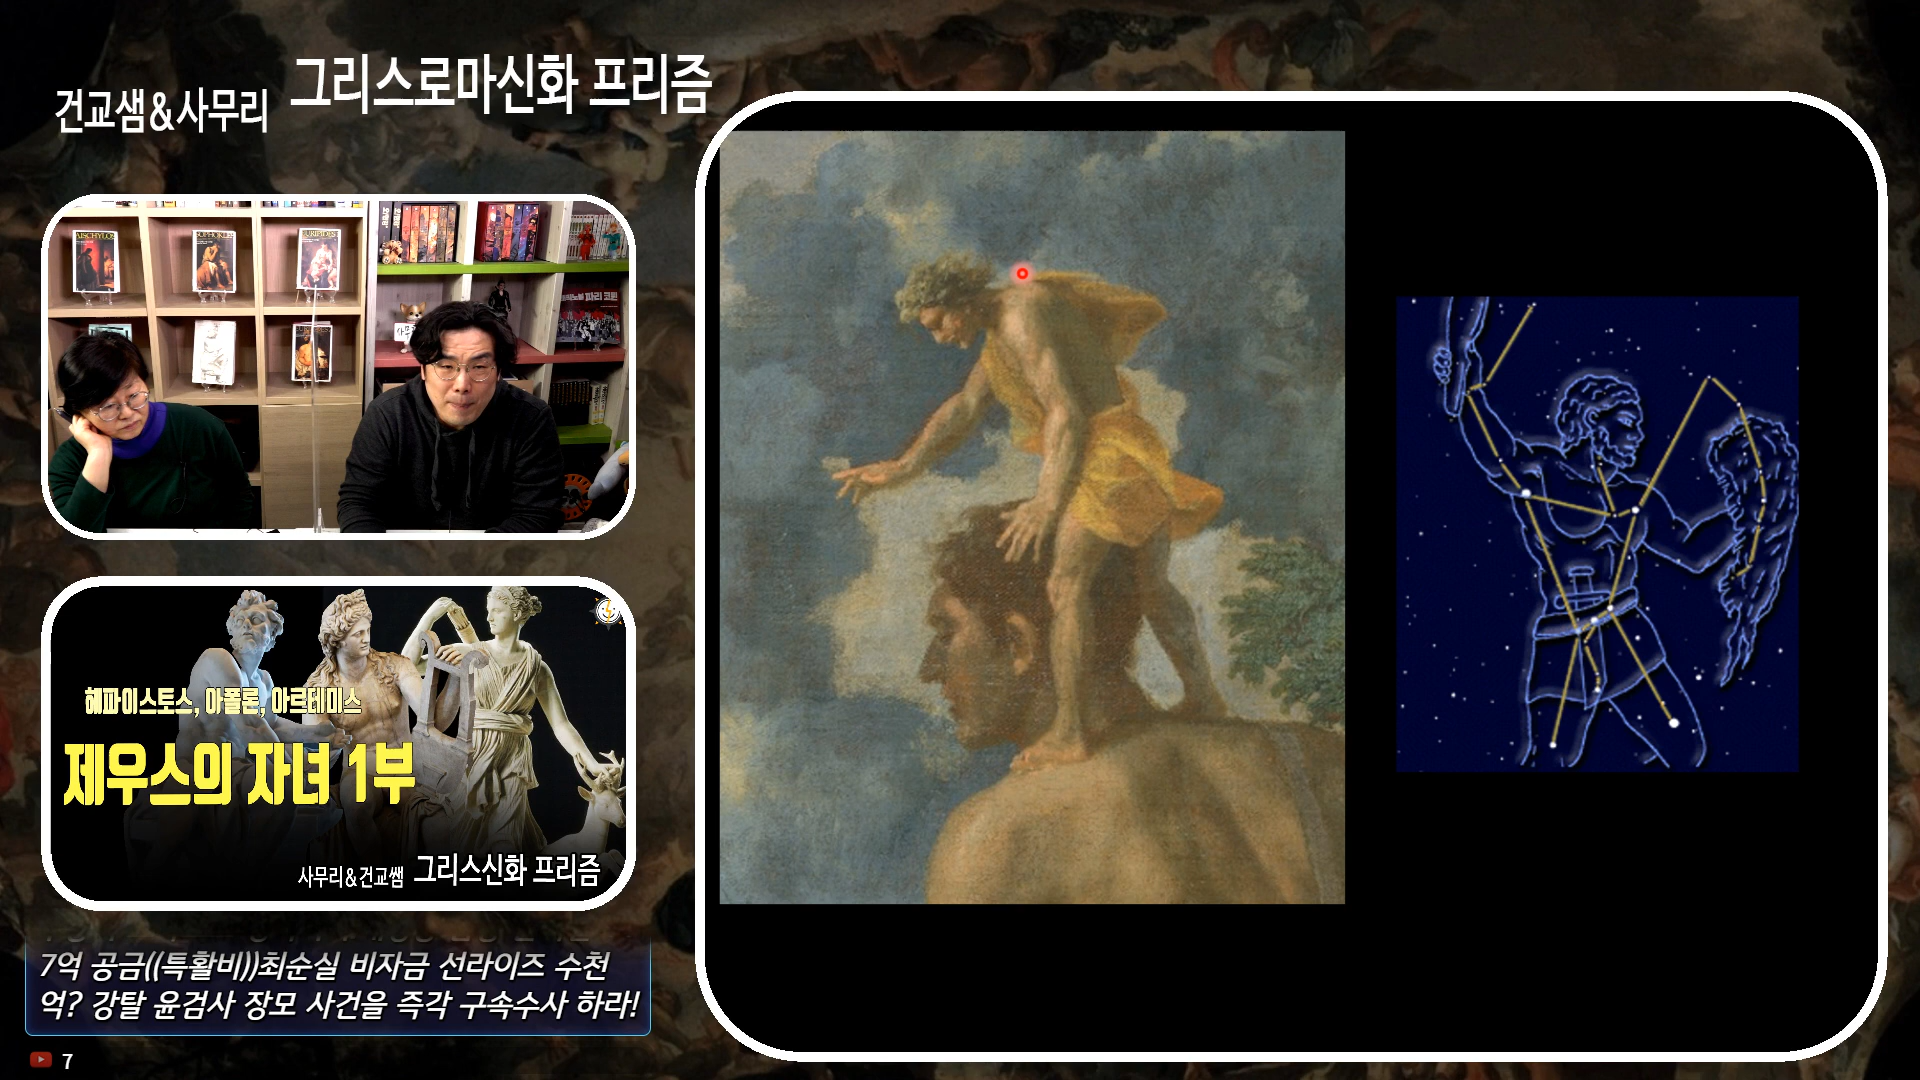 건교샘&사무리 그리스로마신화 프리즘
AISCHYLOS
SOPHOKLES
EURIPIDES
헤파이스토스, 아폴론, 아르테미스
제우스의 자녀 1부
사무리&건교쌤 그리스신화 프리즘
7억 공금((특활비))최순실 비자금 선라이즈 수천
억? 강탈 윤검사 장모 사건을 즉각 구속수사 하라!
7